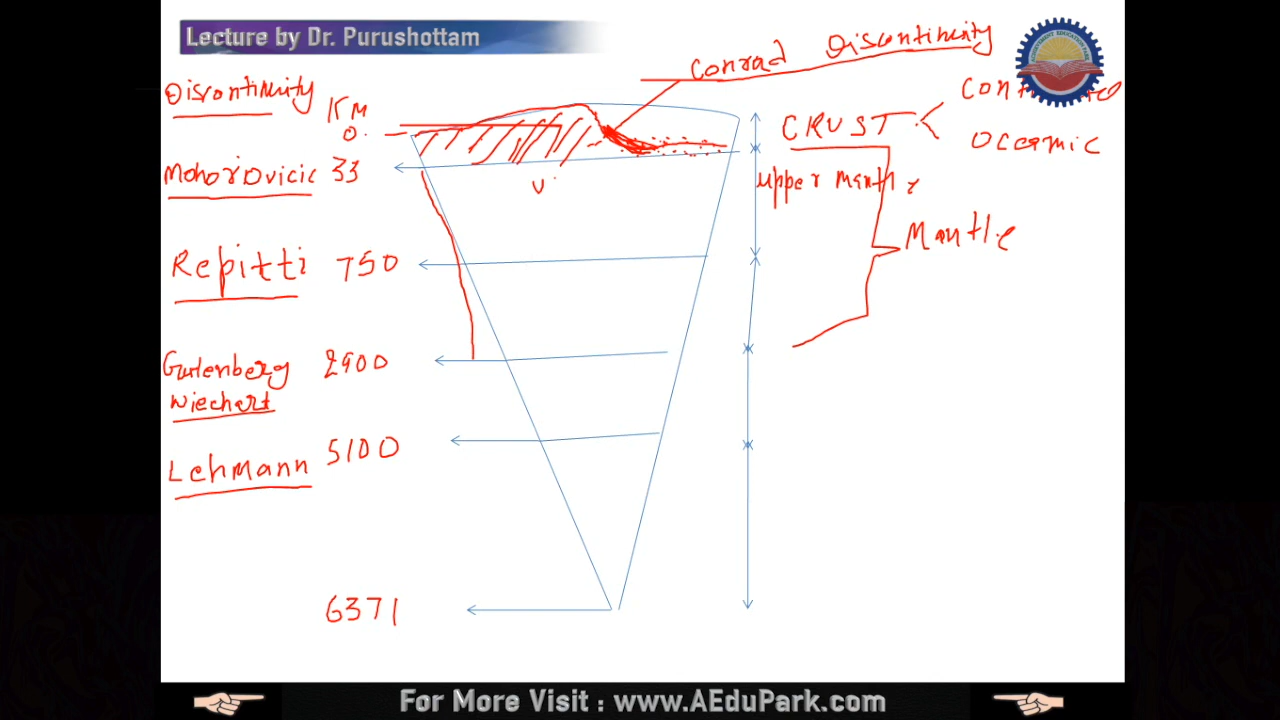 Lecture by Dr. Purushottam
Conrad Discontinuity
Discontinuity
KM
0.
CRUST
Oceanic
Mohorovicic 33
upper Mantle
Mantle
Repitti 750
Gutenberg 2900
Wiechert
Lehmann 5100
6371
For More Visit : www.AEduPark.com